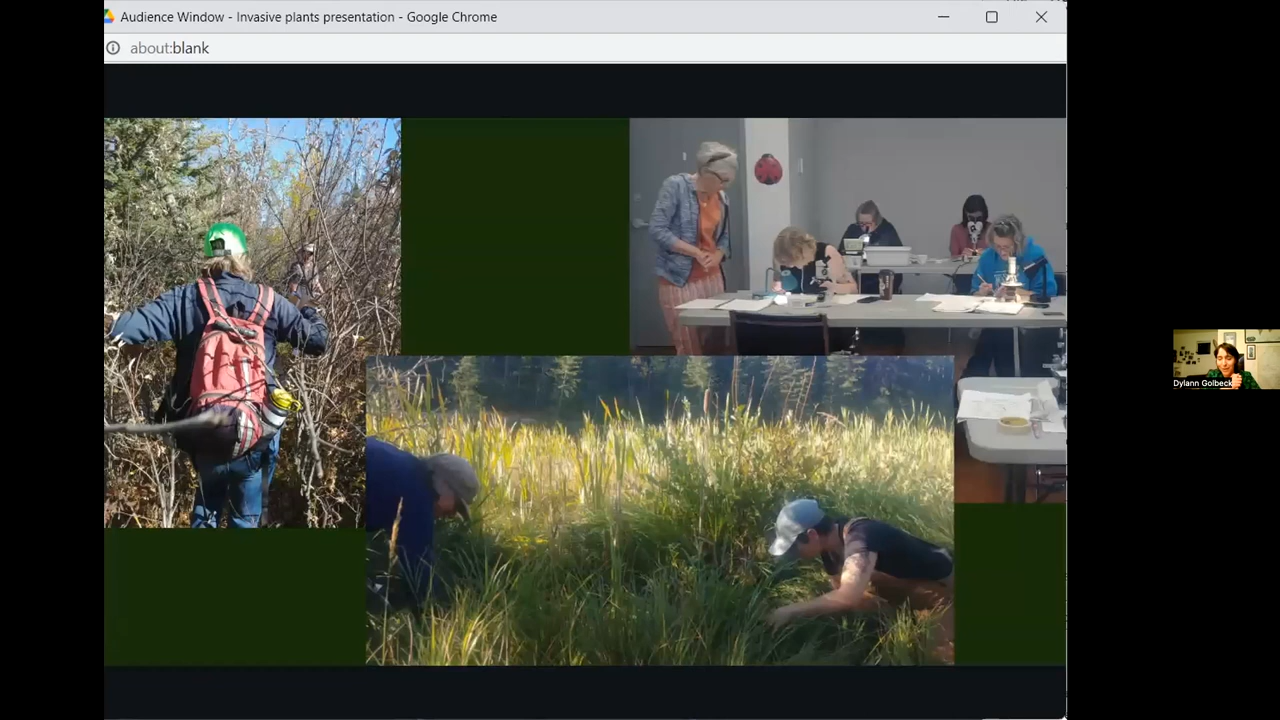 Audience Window - Invasive plants presentation - Google Chrome
about:blank
Dylann Golbeck